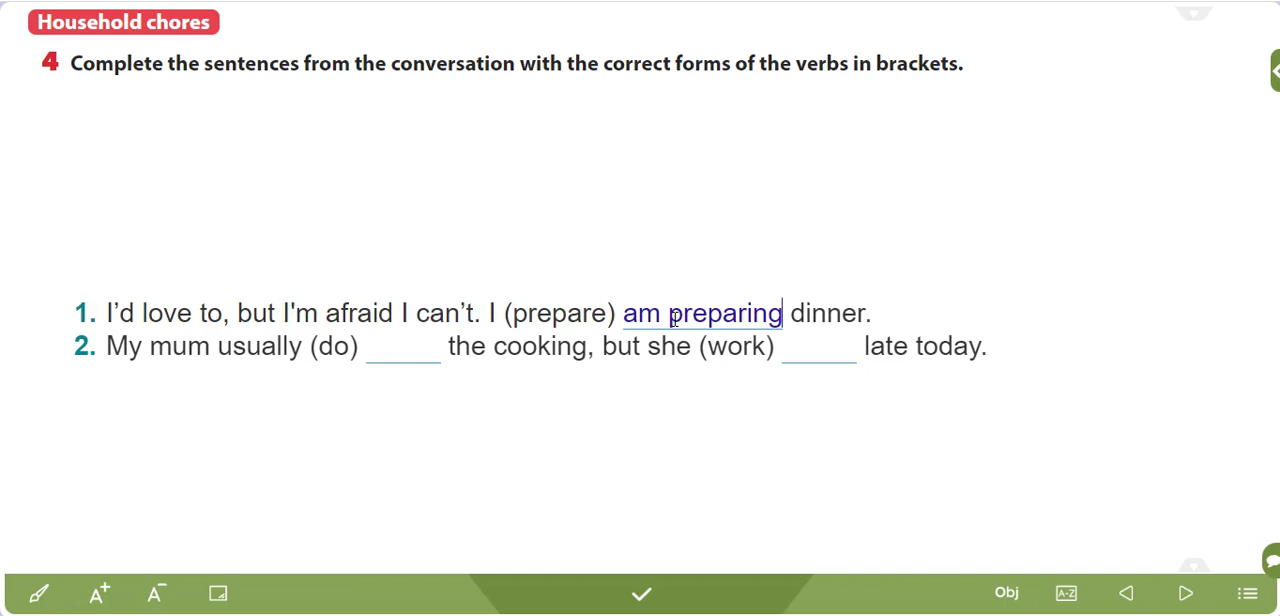 Household chores
4 Complete the sentences from the conversation with the correct forms of the verbs in brackets.
1. I’d love to, but I'm afraid I can’t. I (prepare) am preparing dinner.
2. My mum usually (do) _____ the cooking, but she (work) _____ late today.
A+ A- Obj A-Z